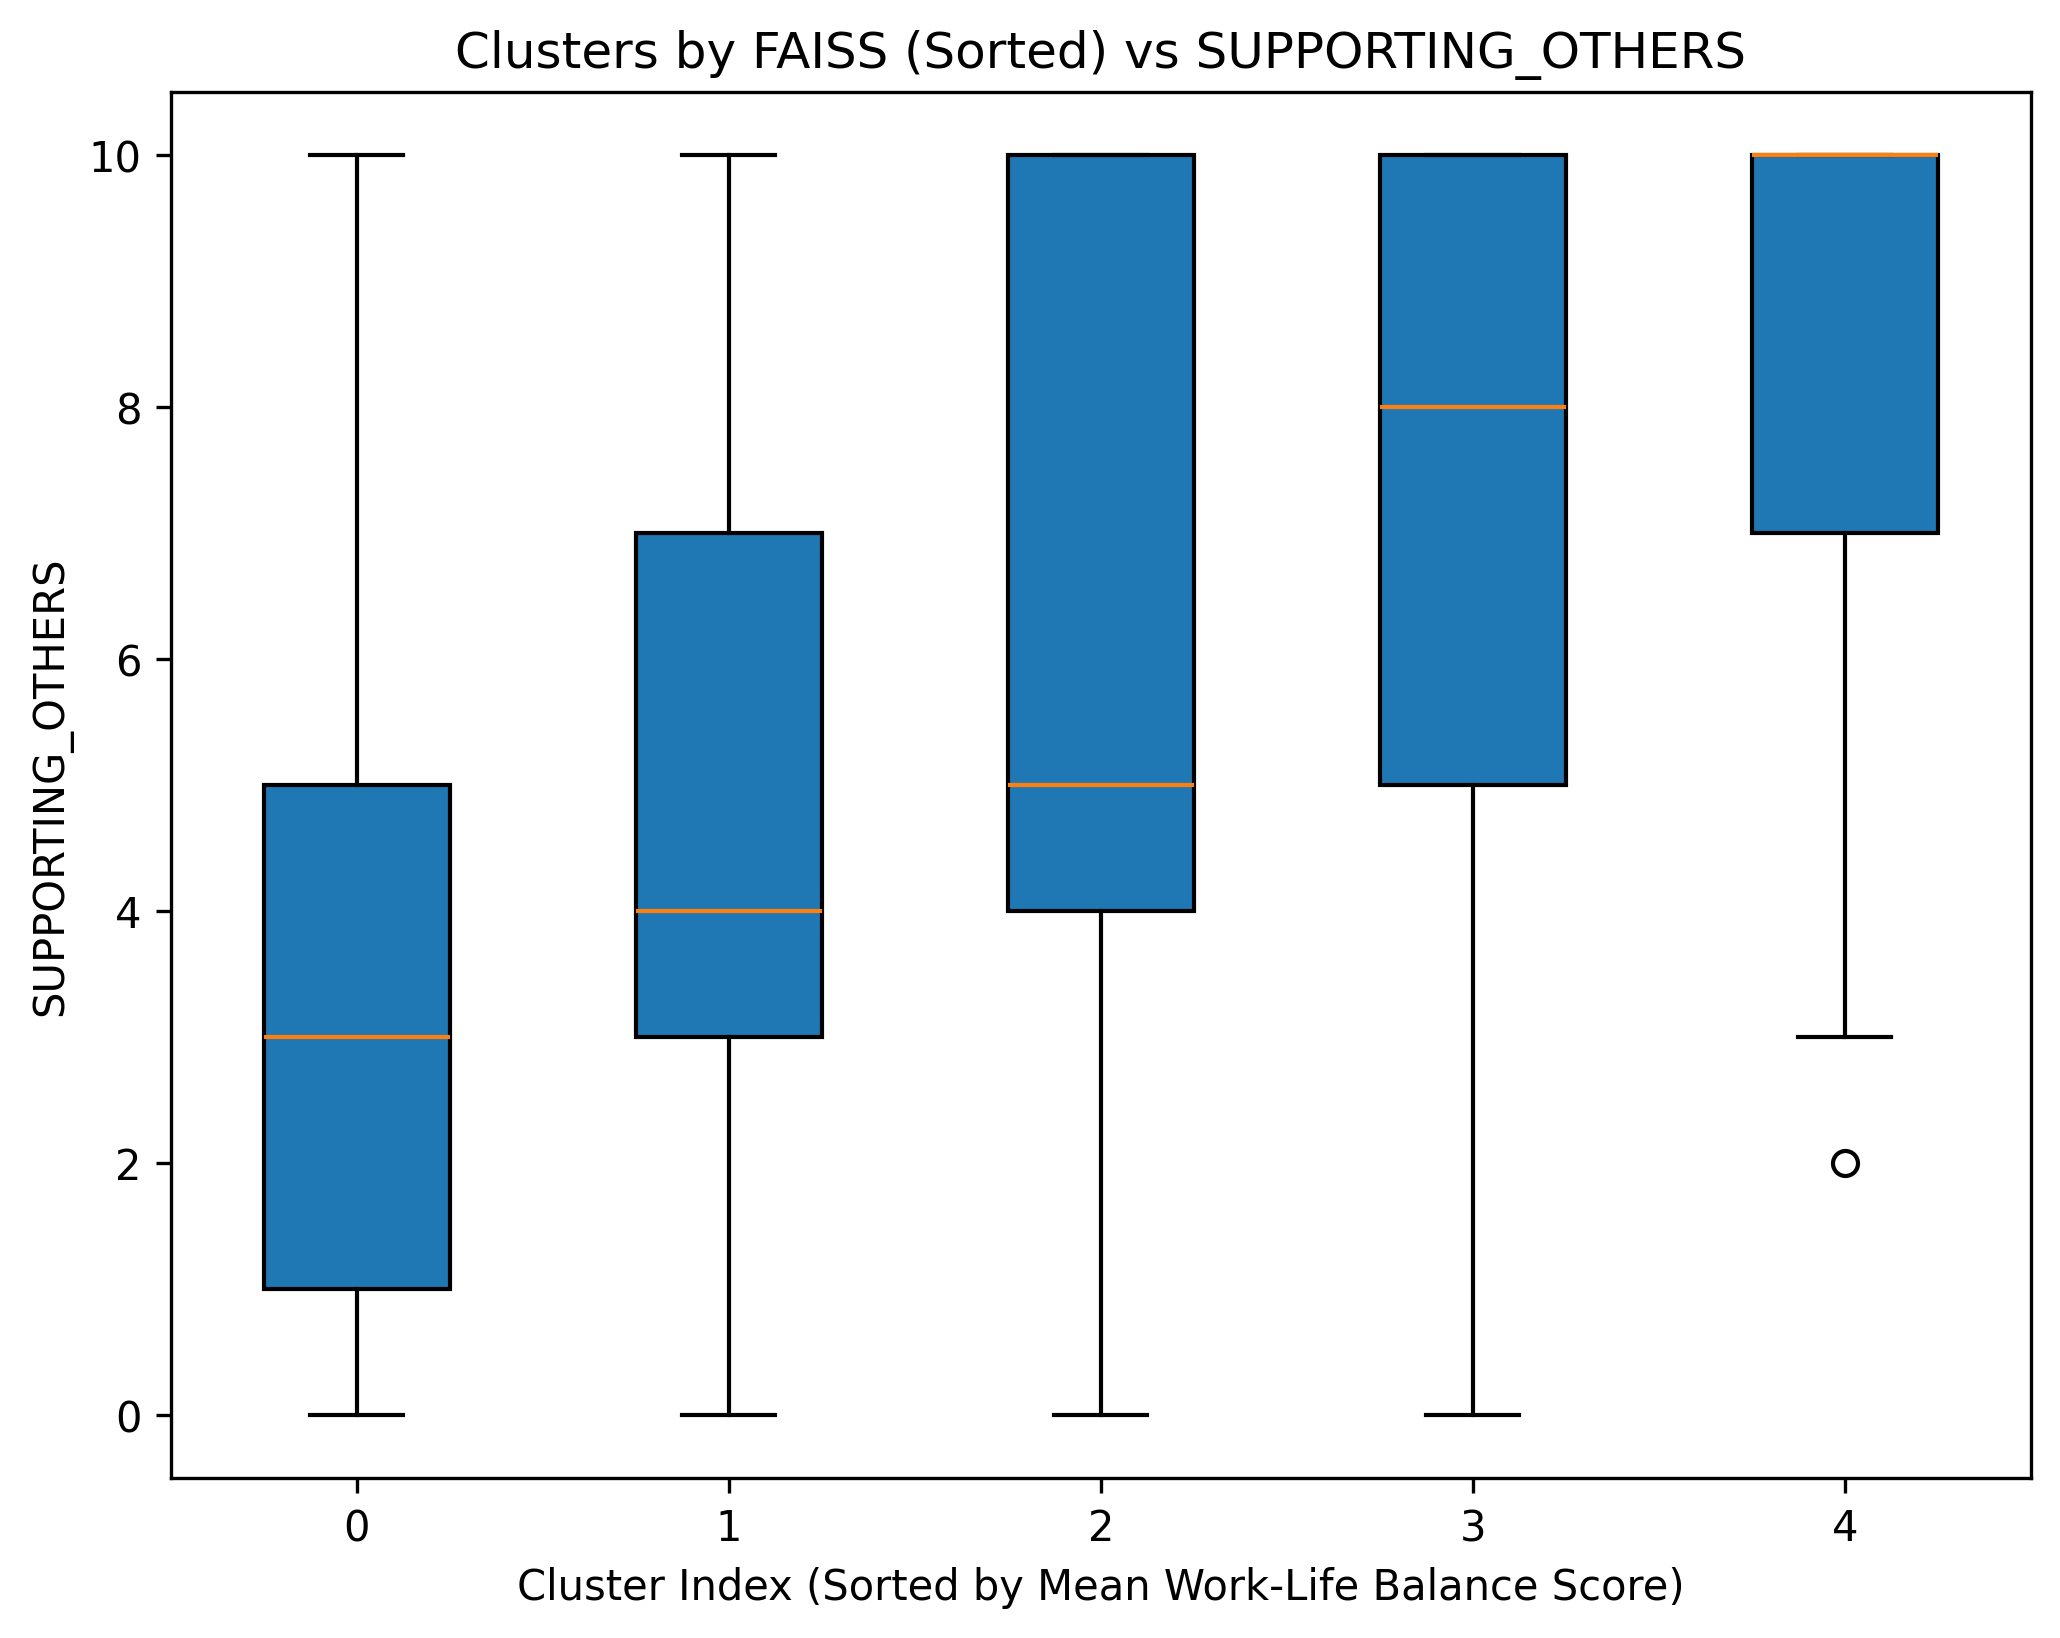 Clusters by FAISS (Sorted) vs SUPPORTING_OTHERS
SUPPORTING_OTHERS
10
8
6
4
2
0
0 1 2 3 4
Cluster Index (Sorted by Mean Work-Life Balance Score)